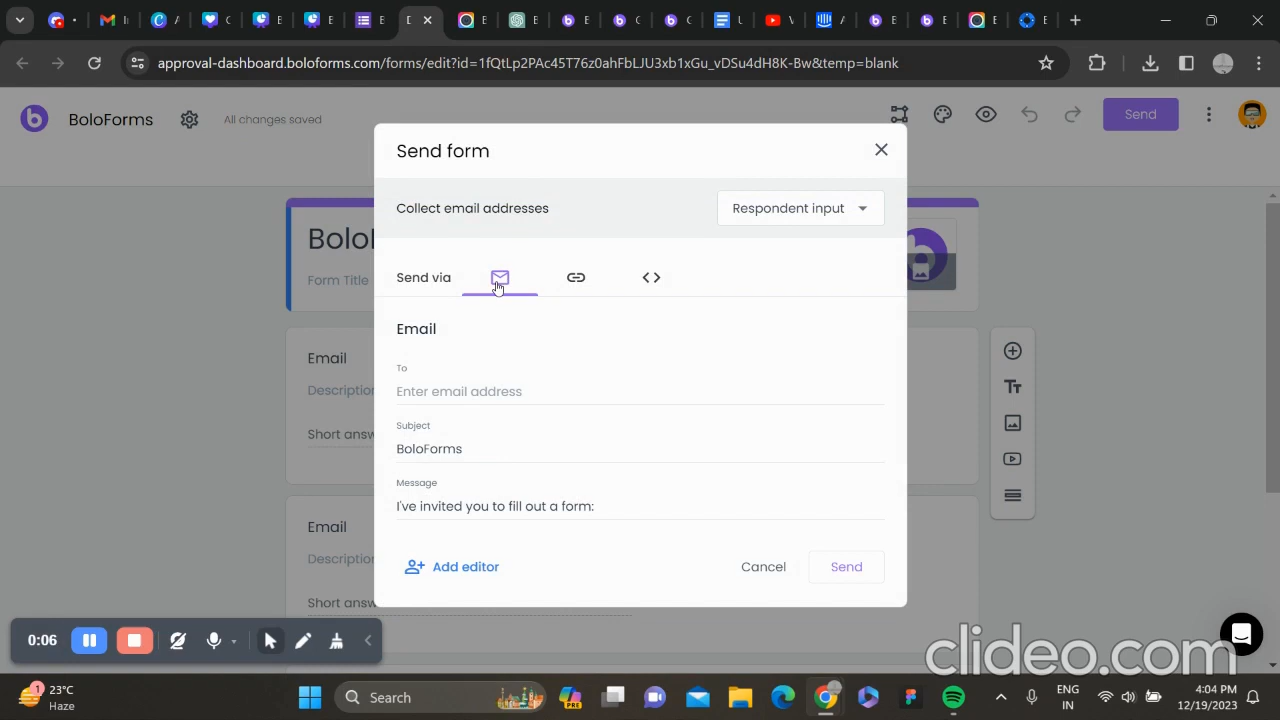 approval-dashboard.boloforms.com/forms/edit?id=1fQtLp2PAc45T76z0ahFbLJU3xb1xGu_vDSu4dH8K-Bw&temp=blank
BoloForms
All changes saved
Send
Send form
Collect email addresses
Respondent input
Send via
Email
To
Enter email address
Subject
BoloForms
Message
I've invited you to fill out a form:
Add editor
Cancel
Send
Form Title
Email
Short answ
Email
Short answ
0:06
clideo.com
23°C
Haze
Search
PRE
ENG
IN
4:04 PM
12/19/2023